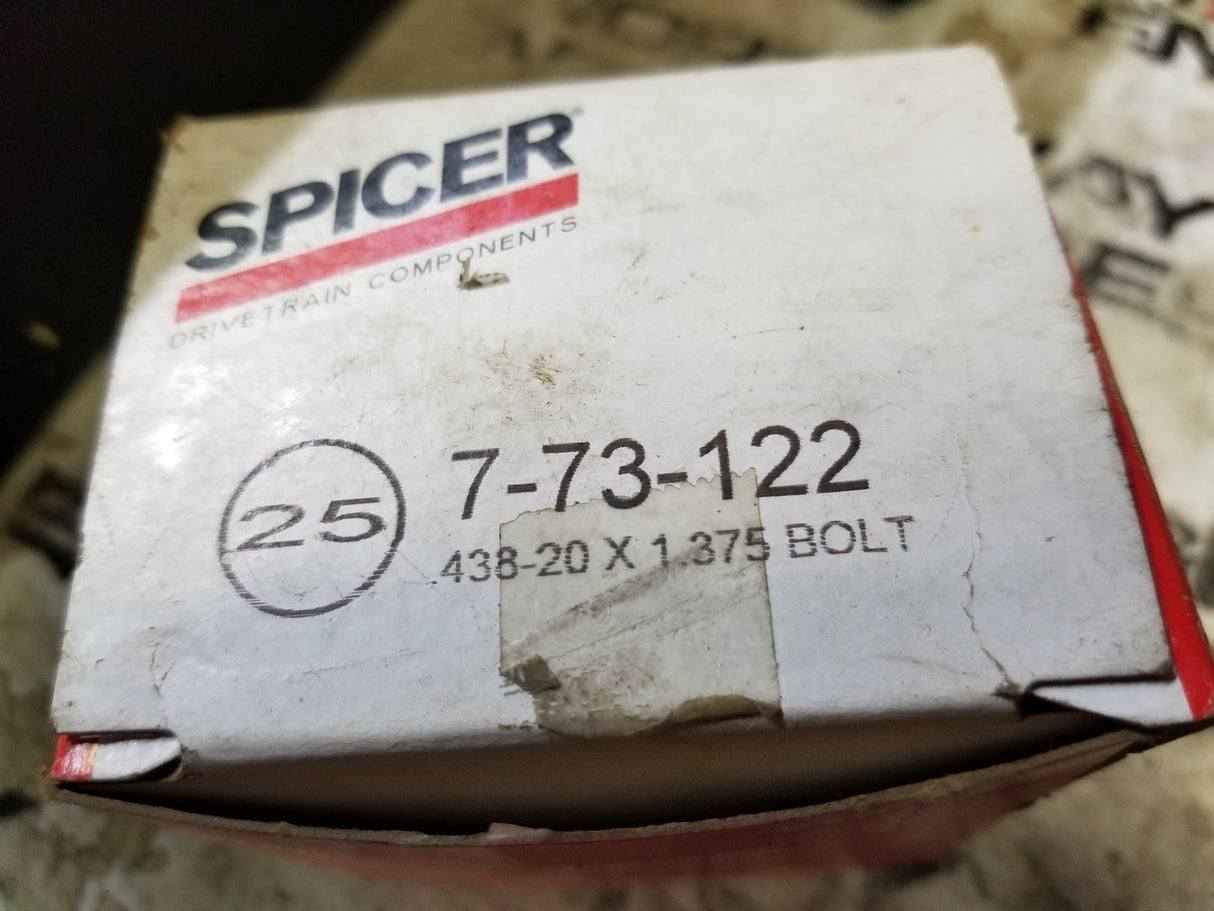 SPICER
DRIVETRAIN COMPONENTS
25
7-73-122
.438-20 X 1.375 BOLT